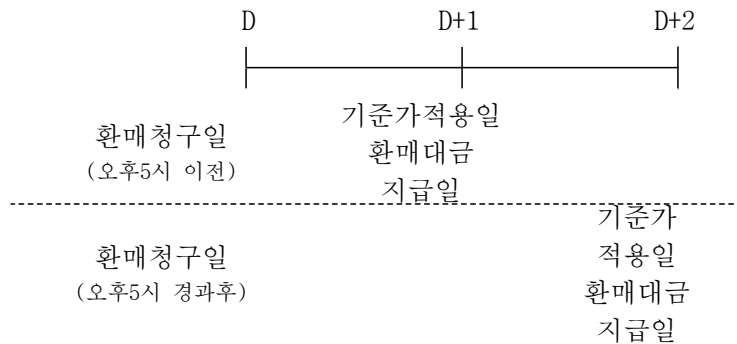 D D+1 D+2
환매청구일
(오후5시 이전)
기준가적용일
환매대금
지급일
환매청구일
(오후5시 경과후)
기준가
적용일
환매대금
지급일